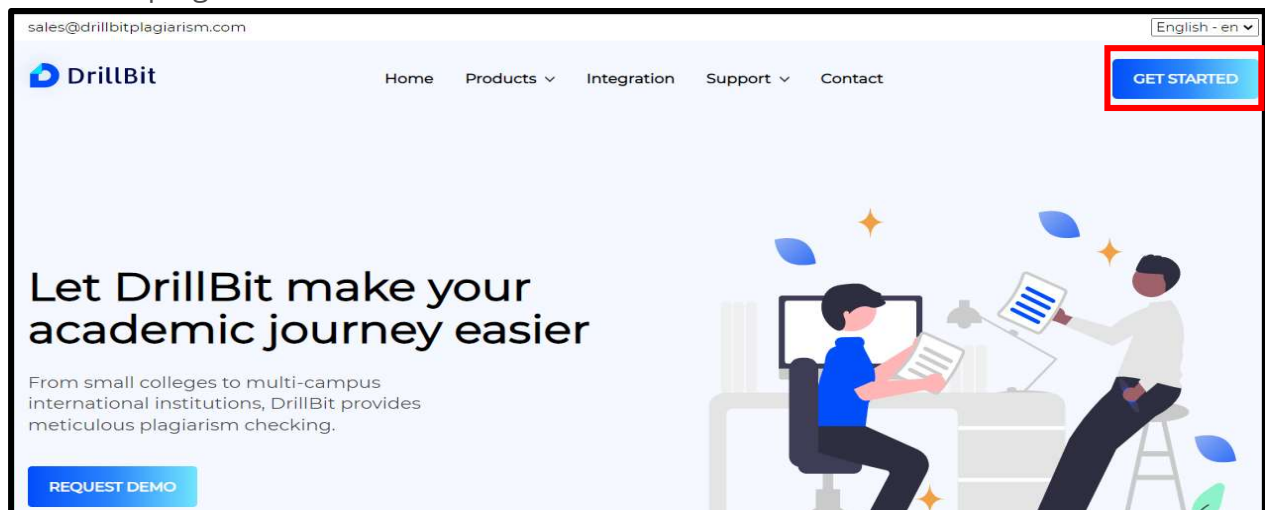 sales@drillbitplagiarism.com
English - en
DrillBit
Home Products Integration Support Contact
GET STARTED
Let DrillBit make your
academic journey easier
From small colleges to multi-campus
international institutions, DrillBit provides
meticulous plagiarism checking.
REQUEST DEMO